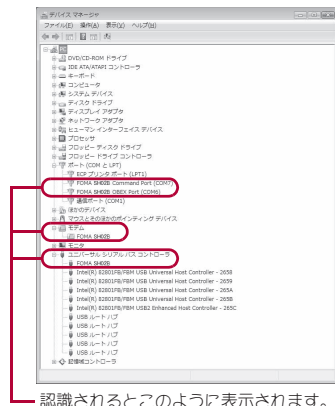 デバイス マネージャ
ファイル(F) 操作(A) 表示(V) ヘルプ(H)
PC
DVD/CD-ROM ドライブ
IDE ATA/ATAPI コントローラ
キーボード
コンピュータ
システム デバイス
ディスク ドライブ
ディスプレイ アダプタ
ネットワーク アダプタ
ヒューマン インターフェイス デバイス
プロセッサ
フロッピー ディスク ドライブ
フロッピー ドライブ コントローラ
ポート (COM と LPT)
ECP プリンタ ポート (LPT1)
FOMA SH02B Command Port (COM7)
FOMA SH02B OBEX Port (COM6)
通信ポート (COM1)
ほかのデバイス
マウスとそのほかのポインティング デバイス
モデム
FOMA SH02B
モニタ
ユニバーサル シリアル バス コントローラ
FOMA SH02B
Intel(R) 82801FB/FBM USB Universal Host Controller - 2658
Intel(R) 82801FB/FBM USB Universal Host Controller - 2659
Intel(R) 82801FB/FBM USB Universal Host Controller - 265A
Intel(R) 82801FB/FBM USB Universal Host Controller - 265B
Intel(R) 82801FB/FBM USB2 Enhanced Host Controller - 265C
USB ルート ハブ
USB ルート ハブ
USB ルート ハブ
USB ルート ハブ
USB ルート ハブ
記憶域コントローラ
認識されるとこのように表示されます。